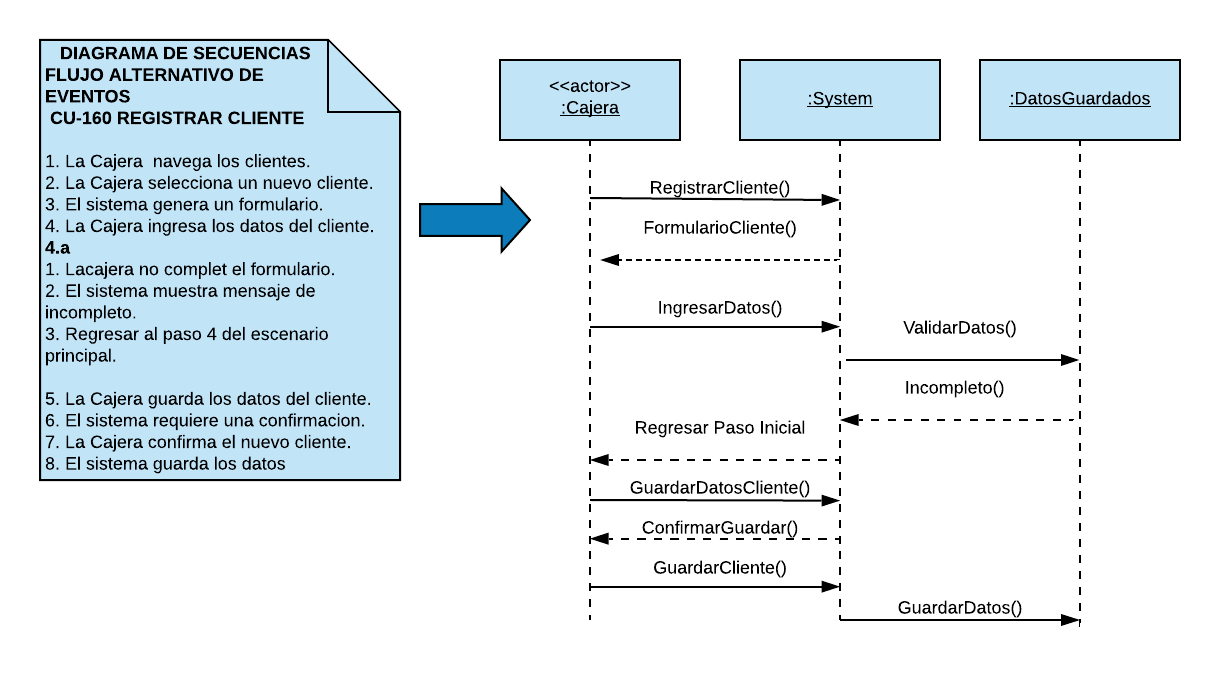 DIAGRAMA DE SECUENCIAS
FLUJO ALTERNATIVO DE
EVENTOS
CU-160 REGISTRAR CLIENTE
1. La Cajera  navega los clientes.
2. La Cajera selecciona un nuevo cliente.
3. El sistema genera un formulario.
4. La Cajera ingresa los datos del cliente.
4.a
1. Lacajera no complet el formulario.
2. El sistema muestra mensaje de
incompleto.
3. Regresar al paso 4 del escenario
principal.
5. La Cajera guarda los datos del cliente.
6. El sistema requiere una confirmacion.
7. La Cajera confirma el nuevo cliente.
8. El sistema guarda los datos
<<actor>>
:Cajera
:System
:DatosGuardados
RegistrarCliente()
FormularioCliente()
IngresarDatos()
ValidarDatos()
Incompleto()
Regresar Paso Inicial
GuardarDatosCliente()
ConfirmarGuardar()
GuardarCliente()
GuardarDatos()